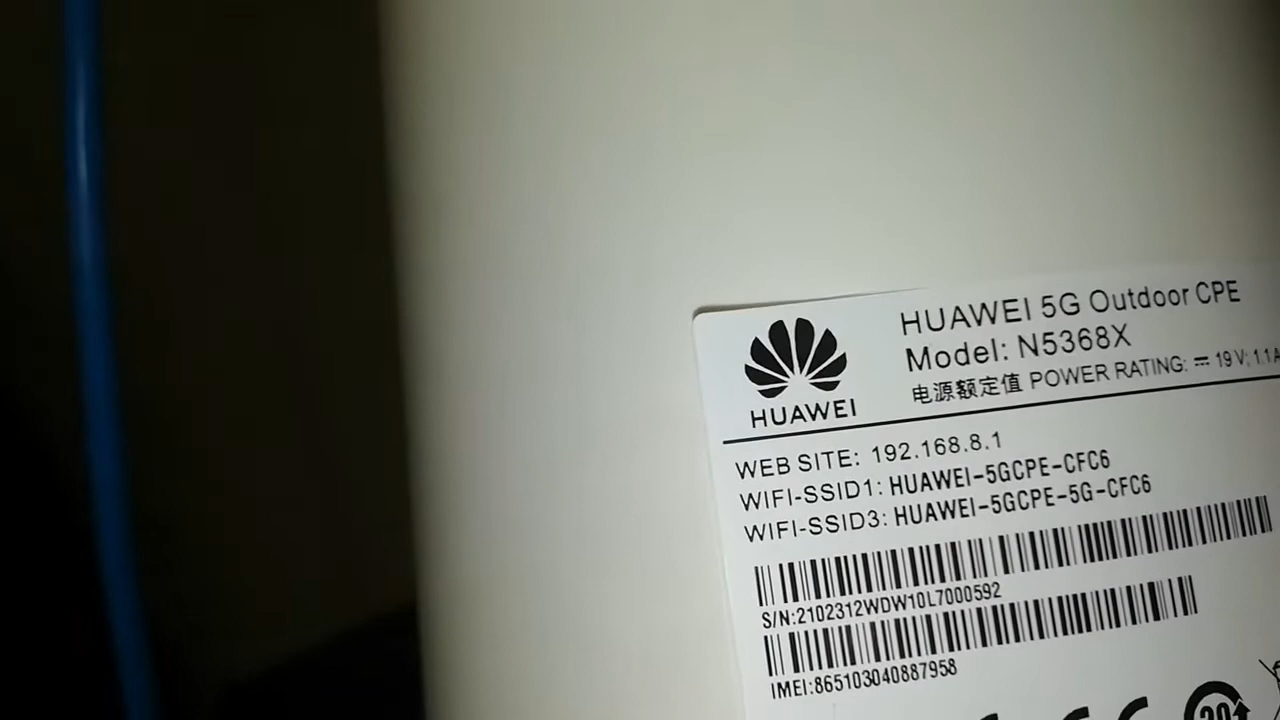 HUAWEI
HUAWEI 5G Outdoor CPE
Model: N5368X
电源额定值 POWER RATING: ⎓ 19 V; 1.1A
WEB SITE: 192.168.8.1
WIFI-SSID1: HUAWEI-5GCPE-CFC6
WIFI-SSID3: HUAWEI-5GCPE-5G-CFC6
S/N:2102312WDW10L7000592
IMEI:865103040887958
20